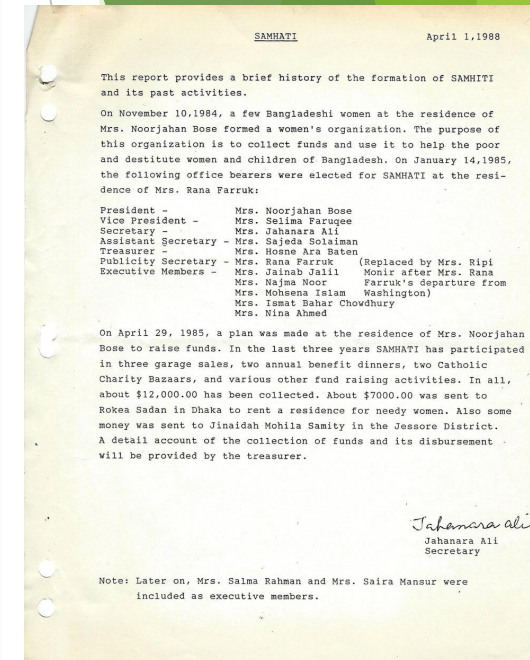 SAMHATI April 1,1988
This report provides a brief history of the formation of SAMHITI
and its past activities.
On November 10,1984, a few Bangladeshi women at the residence of
Mrs. Noorjahan Bose formed a women's organization. The purpose of
this organization is to collect funds and use it to help the poor
and destitute women and children of Bangladesh. On January 14,1985,
the following office bearers were elected for SAMHATI at the resi-
dence of Mrs. Rana Farruk:
President - Mrs. Noorjahan Bose
Vice President - Mrs. Selima Faruqee
Secretary - Mrs. Jahanara Ali
Assistant Secretary - Mrs. Sajeda Solaiman
Treasurer - Mrs. Hosne Ara Baten
Publicity Secretary - Mrs. Rana Farruk (Replaced by Mrs. Ripi
Executive Members - Mrs. Jainab Jalil Monir after Mrs. Rana
Mrs. Najma Noor Farruk's departure from
Mrs. Mohsena Islam Washington)
Mrs. Ismat Bahar Chowdhury
Mrs. Nina Ahmed
On April 29, 1985, a plan was made at the residence of Mrs. Noorjahan
Bose to raise funds. In the last three years SAMHATI has participated
in three garage sales, two annual benefit dinners, two Catholic
Charity Bazaars, and various other fund raising activities. In all,
about $12,000.00 has been collected. About $7000.00 was sent to
Rokea Sadan in Dhaka to rent a residence for needy women. Also some
money was sent to Jinaidah Mohila Samity in the Jessore District.
A detail account of the collection of funds and its disbursement
will be provided by the treasurer.
Jahanara Ali
Jahanara Ali
Secretary
Note: Later on, Mrs. Salma Rahman and Mrs. Saira Mansur were
included as executive members.